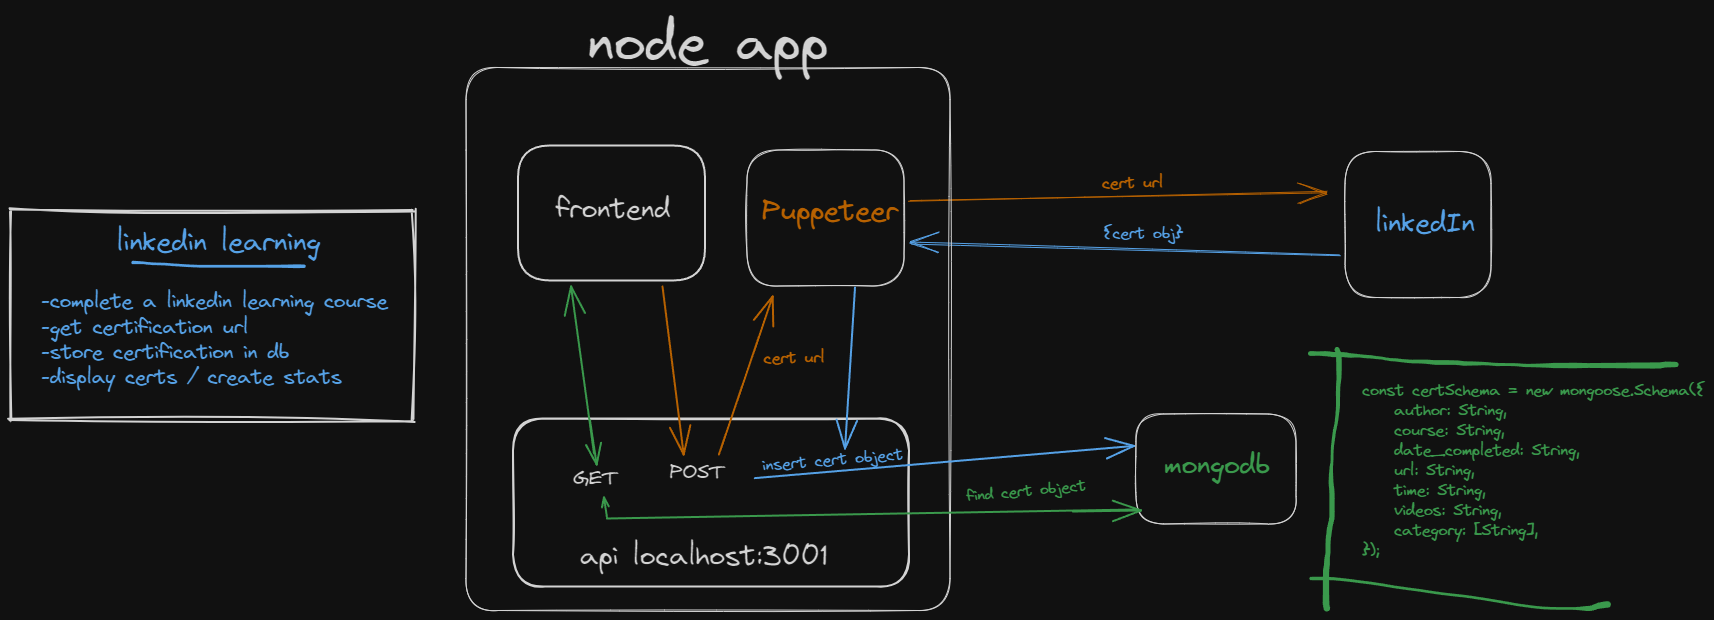 node app
linkedin learning
-complete a linkedin learning course
-get certification url
-store certification in db
-display certs / create stats
frontend
Puppeteer
cert url
{cert obj}
linkedIn
cert url
GET
POST
insert cert object
find cert object
api localhost:3001
mongodb
const certSchema = new mongoose.Schema({
author: String,
course: String,
date_completed: String,
url: String,
time: String,
videos: String,
category: [String],
});